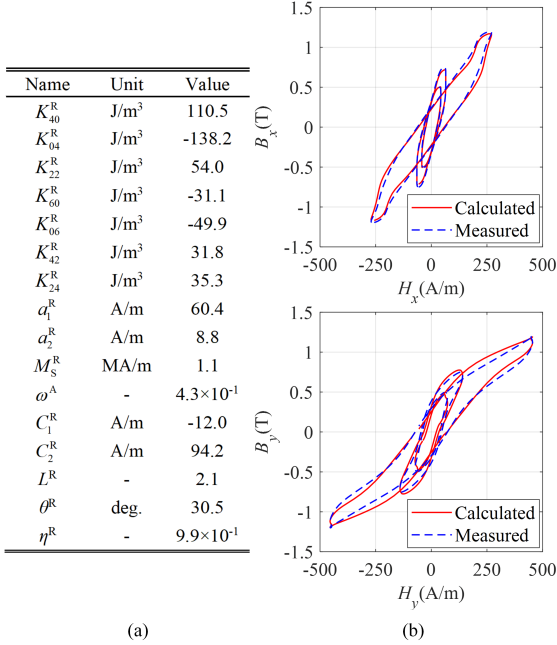 Name Unit Value
K₄₀ᴿ J/m³ 110.5
K₀₄ᴿ J/m³ -138.2
K₂₂ᴿ J/m³ 54.0
K₆₀ᴿ J/m³ -31.1
K₀₆ᴿ J/m³ -49.9
K₄₂ᴿ J/m³ 31.8
K₂₄ᴿ J/m³ 35.3
a₁ᴿ A/m 60.4
a₂ᴿ A/m 8.8
M_Sᴿ MA/m 1.1
ωᴬ - 4.3×10⁻¹
C₁ᴿ A/m -12.0
C₂ᴿ A/m 94.2
Lᴿ - 2.1
θᴿ deg. 30.5
ηᴿ - 9.9×10⁻¹
(a)
1.5
1
0.5
0
-0.5
-1
-1.5
Bₓ(T)
Calculated
Measured
-500 -250 0 250 500
Hₓ(A/m)
1.5
1
0.5
0
-0.5
-1
-1.5
B_y(T)
Calculated
Measured
-500 -250 0 250 500
H_y(A/m)
(b)